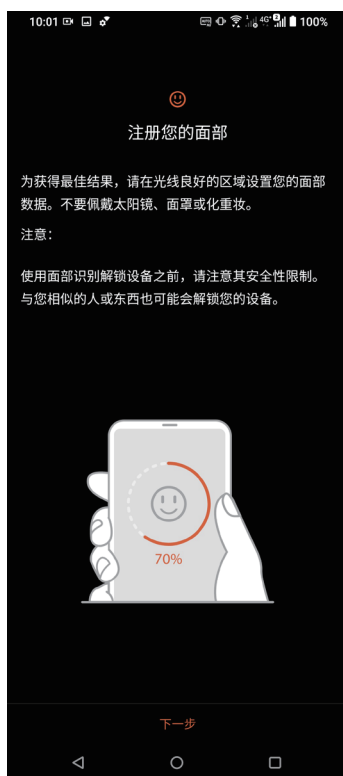 10:01 100%
注册您的面部
为获得最佳结果，请在光线良好的区域设置您的面部
数据。不要佩戴太阳镜、面罩或化重妆。
注意：
使用面部识别解锁设备之前，请注意其安全性限制。
与您相似的人或东西也可能会解锁您的设备。
70%
下一步